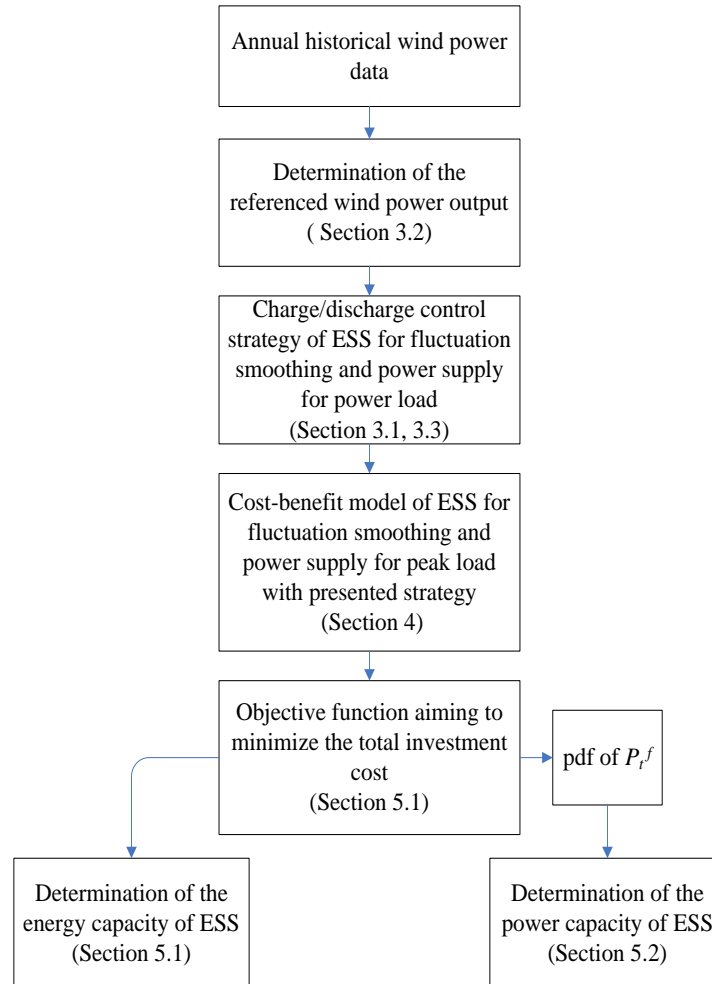 Annual historical wind power
data
Determination of the
referenced wind power output
( Section 3.2)
Charge/discharge control
strategy of ESS for fluctuation
smoothing and power supply
for power load
(Section 3.1, 3.3)
Cost-benefit model of ESS for
fluctuation smoothing and
power supply for peak load
with presented strategy
(Section 4)
Objective function aiming to
minimize the total investment
cost
(Section 5.1)
pdf of P_t^f
Determination of the
energy capacity of ESS
(Section 5.1)
Determination of the
power capacity of ESS
(Section 5.2)